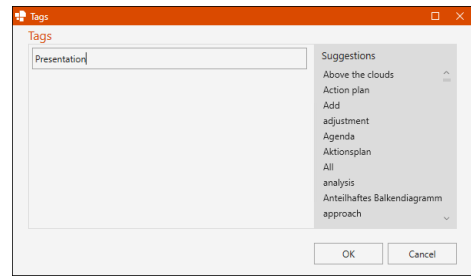 Tags
Tags
Presentation
Suggestions
Above the clouds
Action plan
Add
adjustment
Agenda
Aktionsplan
All
analysis
Anteilhaftes Balkendiagramm
approach
OK
Cancel